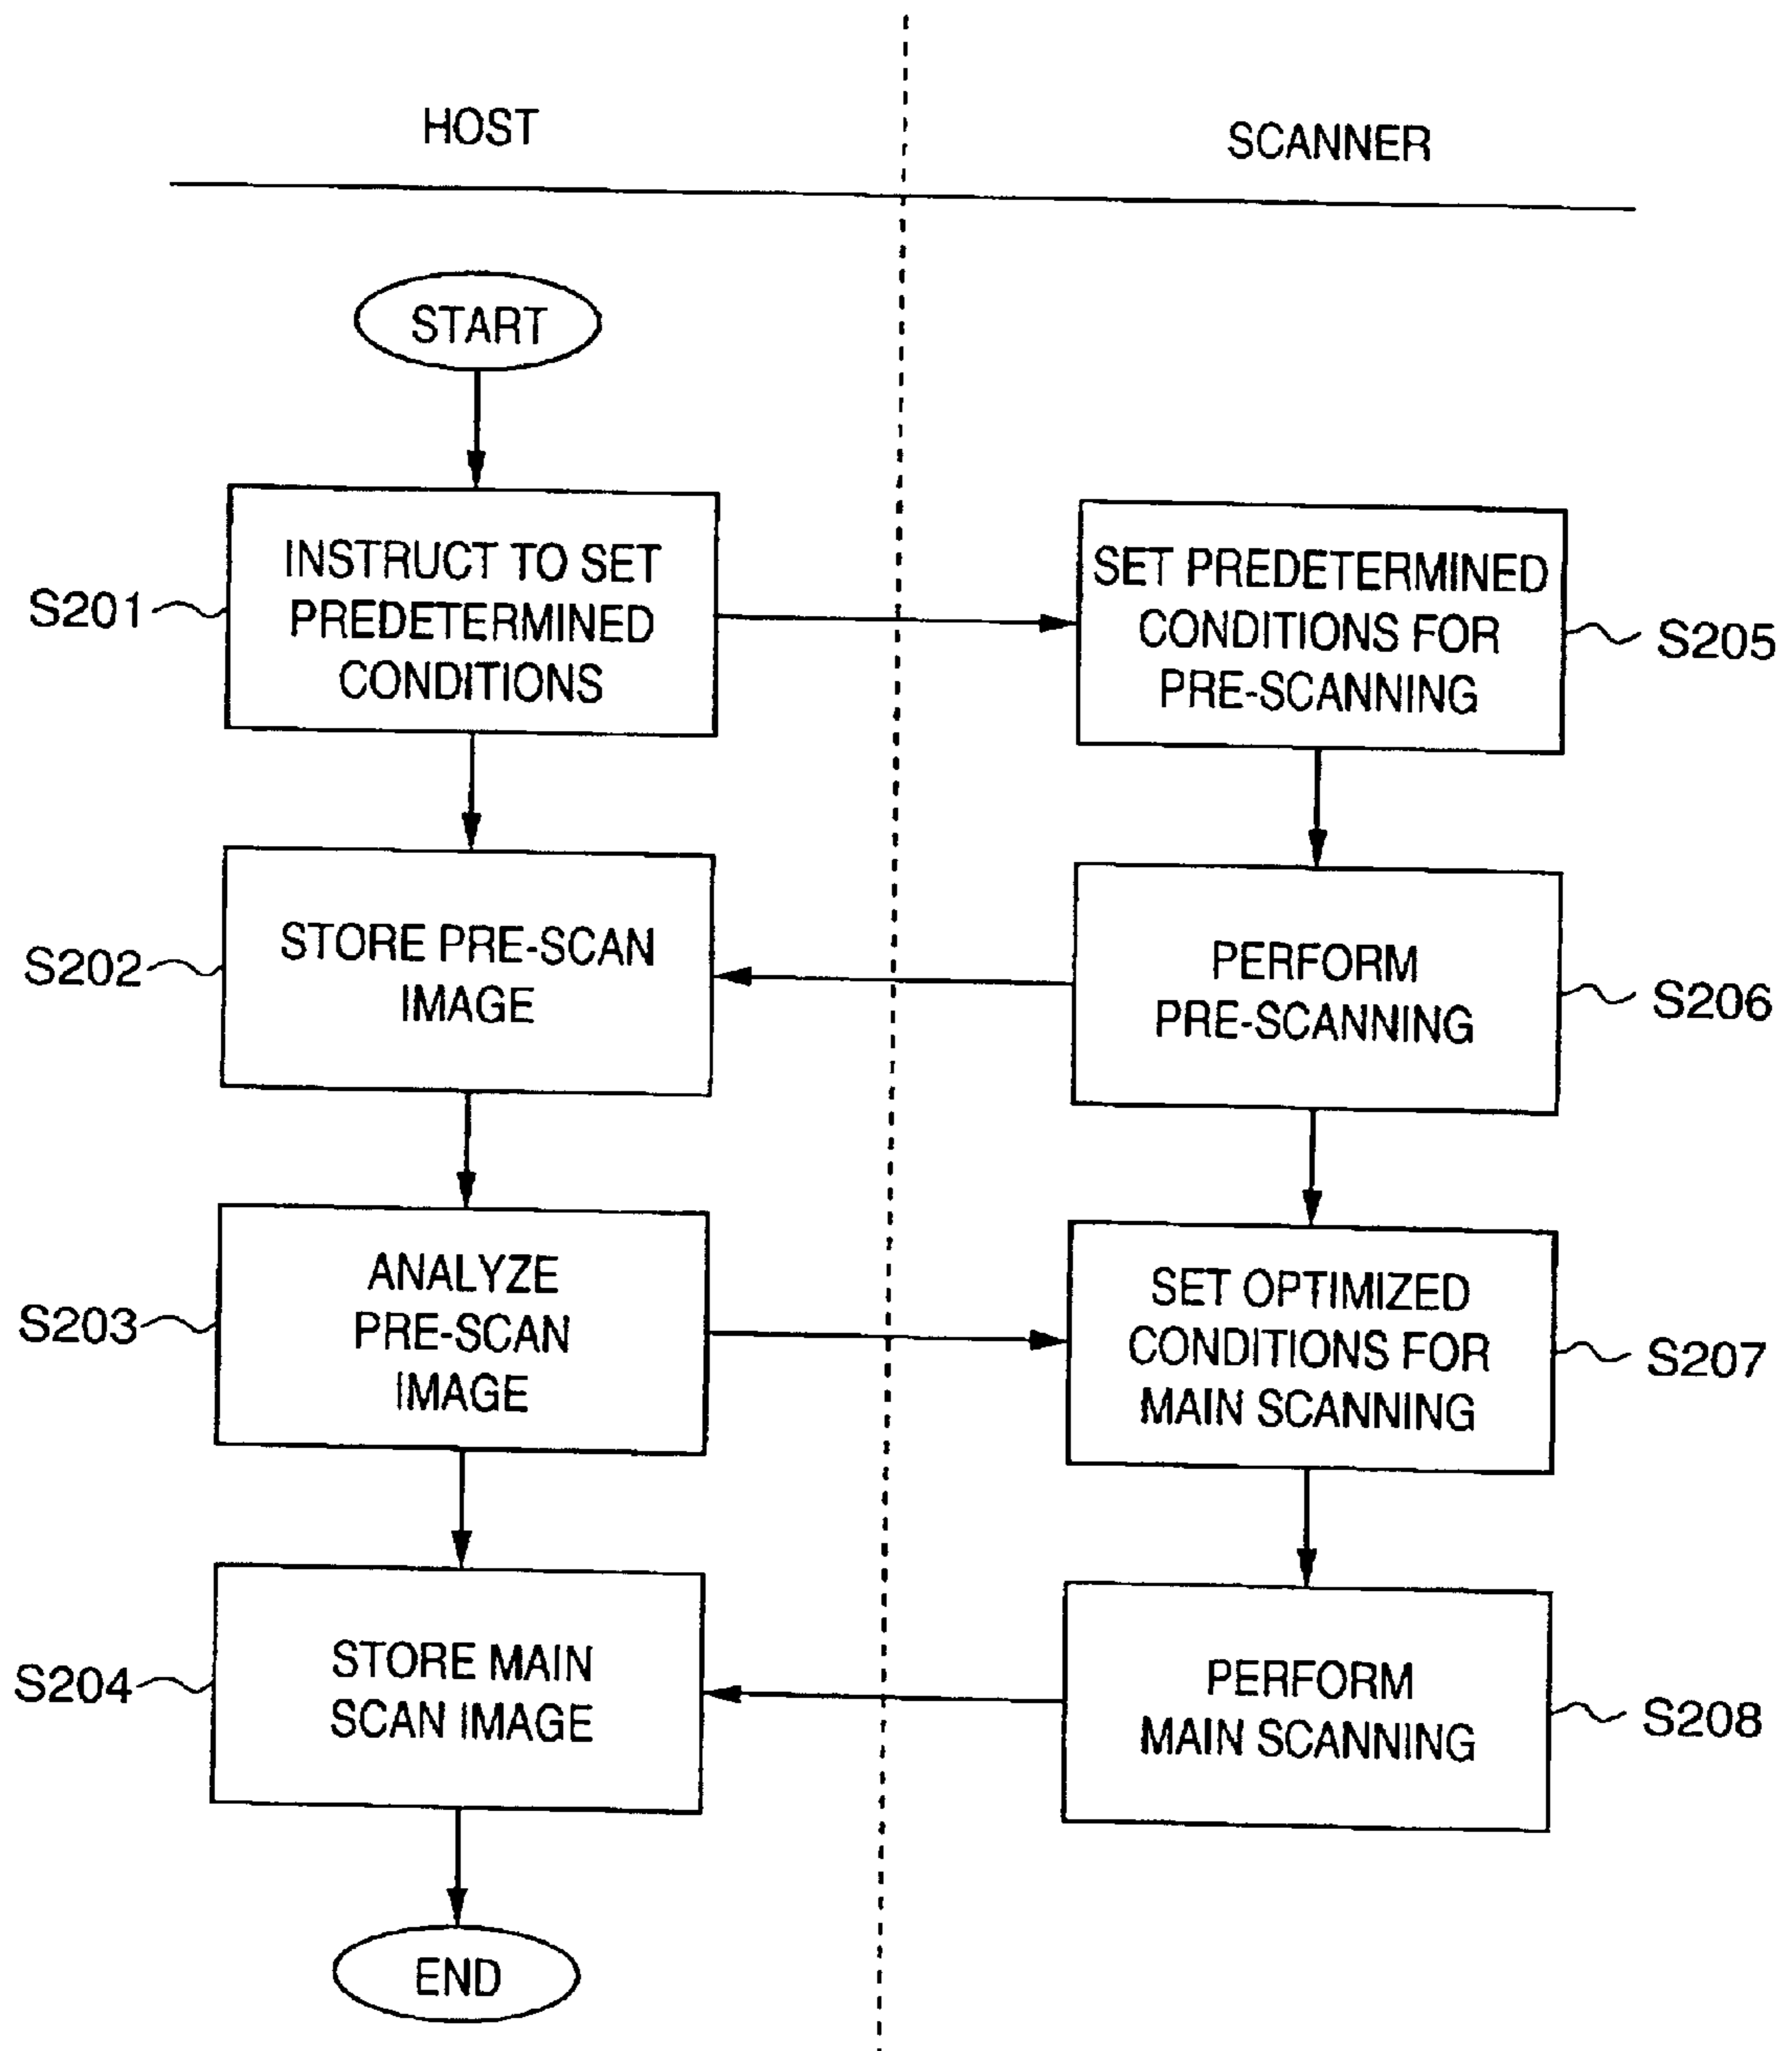 HOST
SCANNER
START
S201
INSTRUCT TO SET
PREDETERMINED
CONDITIONS
SET PREDETERMINED
CONDITIONS FOR
PRE-SCANNING
S205
S202
STORE PRE-SCAN
IMAGE
PERFORM
PRE-SCANNING
S206
S203
ANALYZE
PRE-SCAN
IMAGE
SET OPTIMIZED
CONDITIONS FOR
MAIN SCANNING
S207
S204
STORE MAIN
SCAN IMAGE
PERFORM
MAIN SCANNING
S208
END